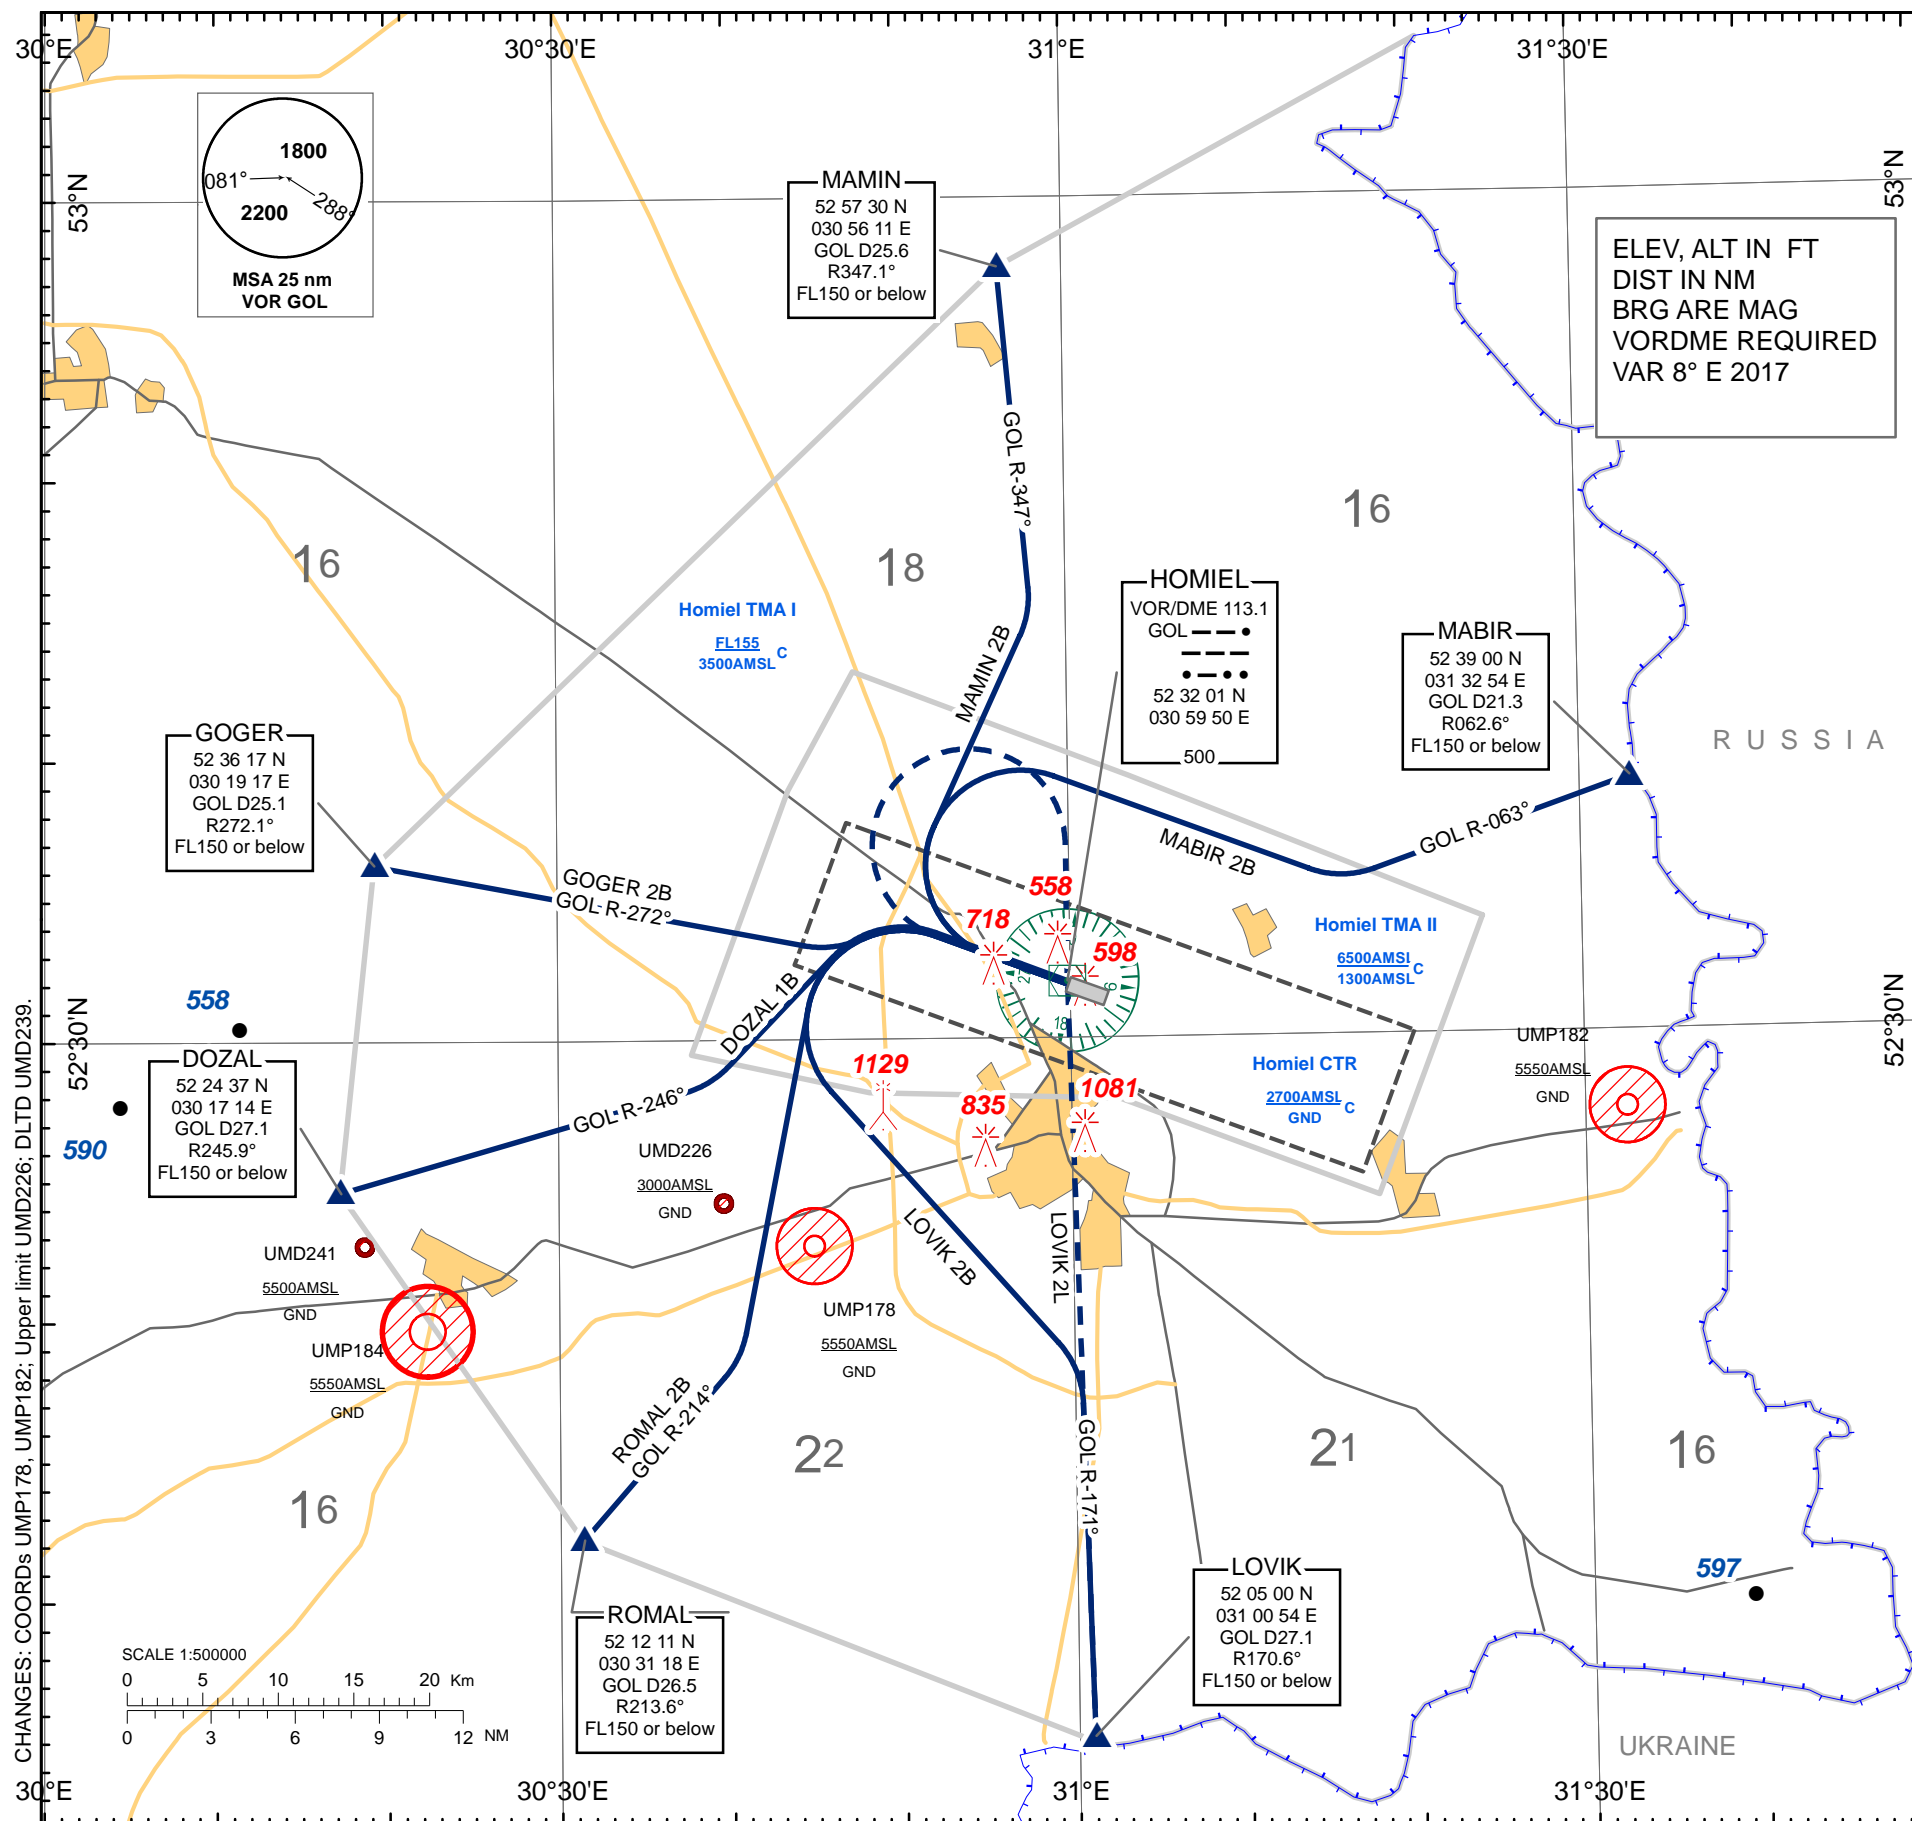 30°E
30°30'E
31°E
31°30'E
53°N
53°N
1800
081°
288°
2200
MSA 25 nm
VOR GOL
MAMIN
52 57 30 N
030 56 11 E
GOL D25.6
R347.1°
FL150 or below
ELEV, ALT IN FT
DIST IN NM
BRG ARE MAG
VORDME REQUIRED
VAR 8° E 2017
GOL R-347°
16
18
16
Homiel TMA I
FL155
3500AMSL
C
MAMIN 2B
HOMIEL
VOR/DME 113.1
GOL
52 32 01 N
030 59 50 E
500
MABIR
52 39 00 N
031 32 54 E
GOL D21.3
R062.6°
FL150 or below
RUSSIA
GOGER
52 36 17 N
030 19 17 E
GOL D25.1
R272.1°
FL150 or below
GOL R-063°
MABIR 2B
GOGER 2B
GOL R-272°
558
718
598
Homiel TMA II
6500AMSL
1300AMSL
C
6
18
DOZAL 1B
558
590
52°30'N
52°30'N
DOZAL
52 24 37 N
030 17 14 E
GOL D27.1
R245.9°
FL150 or below
GOL R-246°
1129
835
1081
Homiel CTR
2700AMSL
GND
C
UMP182
5550AMSL
GND
UMD226
3000AMSL
GND
UMD241
5500AMSL
GND
UMP184
5550AMSL
GND
UMP178
5550AMSL
GND
LOVIK 2B
LOVIK 2L
ROMAL 2B
GOL R-214°
GOL R-171°
22
21
16
16
597
ROMAL
52 12 11 N
030 31 18 E
GOL D26.5
R213.6°
FL150 or below
LOVIK
52 05 00 N
031 00 54 E
GOL D27.1
R170.6°
FL150 or below
UKRAINE
SCALE 1:500000
0 5 10 15 20 Km
0 3 6 9 12 NM
30°E
30°30'E
31°E
31°30'E
CHANGES: COORDs UMP178, UMP182; Upper limit UMD226; DLTD UMD239.